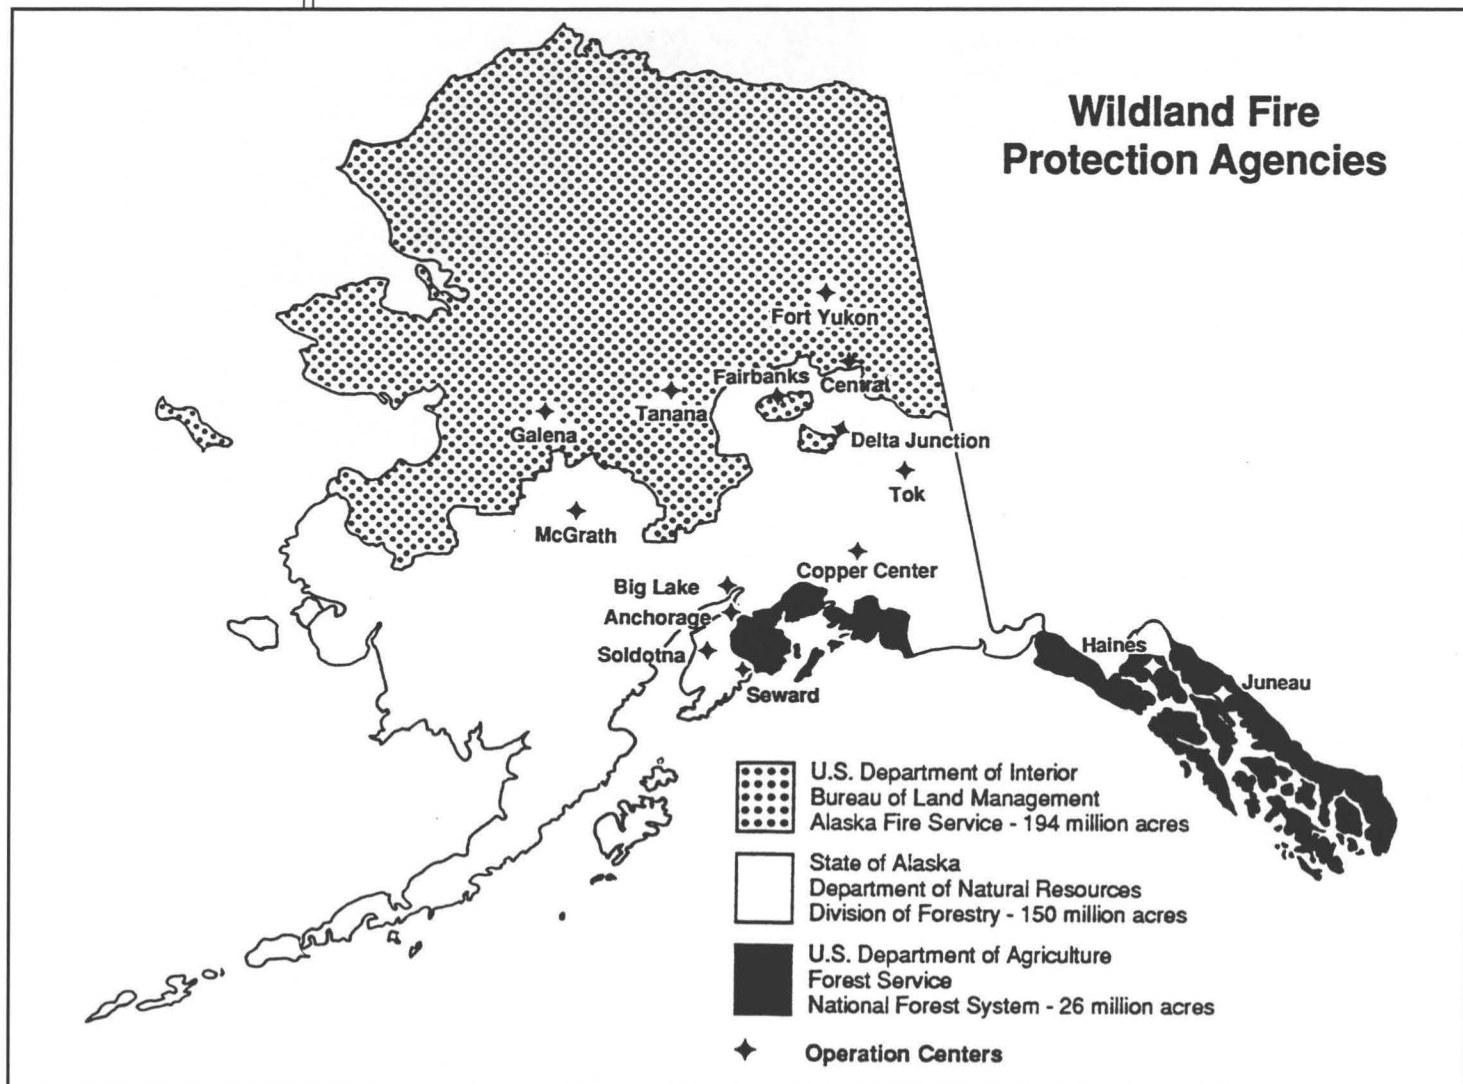 Wildland Fire
Protection Agencies
Fort Yukon
Fairbanks
Central
Tanana
Galena
Delta Junction
Tok
McGrath
Copper Center
Big Lake
Anchorage
Soldotna
Seward
Haines
Juneau
U.S. Department of Interior
Bureau of Land Management
Alaska Fire Service - 194 million acres
State of Alaska
Department of Natural Resources
Division of Forestry - 150 million acres
U.S. Department of Agriculture
Forest Service
National Forest System - 26 million acres
Operation Centers